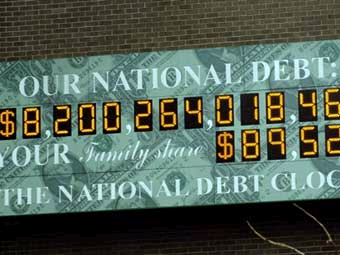 OUR NATIONAL DEBT:
$8,200,264,018,46
YOUR Family share $89,52
THE NATIONAL DEBT CLOC